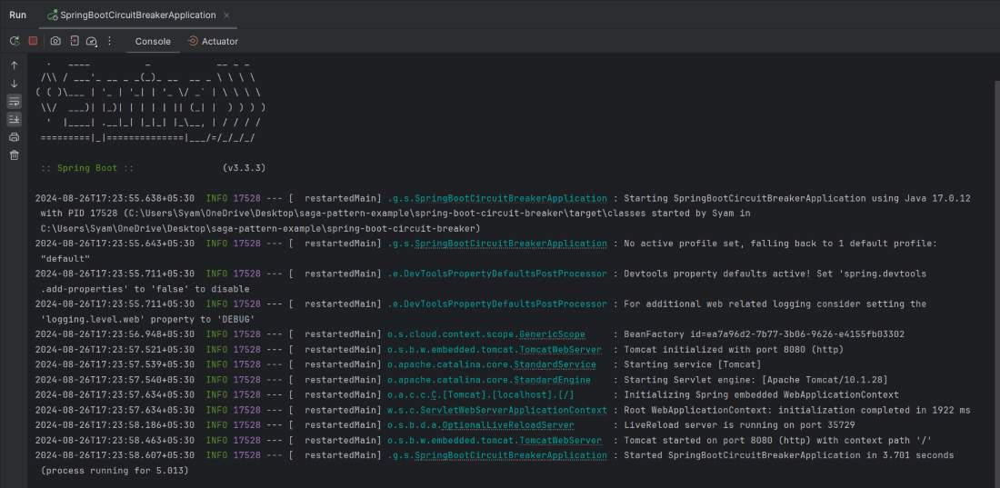 Run SpringBootCircuitBreakerApplication ×
Console Actuator
  .   ____          _            __ _ _
 /\\ / ___'_ __ _ _(_)_ __  __ _ \ \ \ \
( ( )\___ | '_ | '_| | '_ \/ _` | \ \ \ \
 \\/  ___)| |_)| | | | | || (_| |  ) ) ) )
  '  |____| .__|_| |_|_| |_\__, | / / / /
 =========|_|==============|___/=/_/_/_/
 :: Spring Boot ::                (v3.3.3)
2024-08-26T17:23:55.638+05:30  INFO 17528 --- [  restartedMain] .g.s.SpringBootCircuitBreakerApplication : Starting SpringBootCircuitBreakerApplication using Java 17.0.12
 with PID 17528 (C:\Users\Syam\OneDrive\Desktop\saga-pattern-example\spring-boot-circuit-breaker\target\classes started by Syam in
 C:\Users\Syam\OneDrive\Desktop\saga-pattern-example\spring-boot-circuit-breaker)
2024-08-26T17:23:55.643+05:30  INFO 17528 --- [  restartedMain] .g.s.SpringBootCircuitBreakerApplication : No active profile set, falling back to 1 default profile:
 "default"
2024-08-26T17:23:55.711+05:30  INFO 17528 --- [  restartedMain] .e.DevToolsPropertyDefaultsPostProcessor : Devtools property defaults active! Set 'spring.devtools
 .add-properties' to 'false' to disable
2024-08-26T17:23:55.711+05:30  INFO 17528 --- [  restartedMain] .e.DevToolsPropertyDefaultsPostProcessor : For additional web related logging consider setting the
 'logging.level.web' property to 'DEBUG'
2024-08-26T17:23:56.948+05:30  INFO 17528 --- [  restartedMain] o.s.cloud.context.scope.GenericScope     : BeanFactory id=ea7a96d2-7b77-3b06-9626-e4155fb03302
2024-08-26T17:23:57.521+05:30  INFO 17528 --- [  restartedMain] o.s.b.w.embedded.tomcat.TomcatWebServer  : Tomcat initialized with port 8080 (http)
2024-08-26T17:23:57.539+05:30  INFO 17528 --- [  restartedMain] o.apache.catalina.core.StandardService   : Starting service [Tomcat]
2024-08-26T17:23:57.540+05:30  INFO 17528 --- [  restartedMain] o.apache.catalina.core.StandardEngine    : Starting Servlet engine: [Apache Tomcat/10.1.28]
2024-08-26T17:23:57.634+05:30  INFO 17528 --- [  restartedMain] o.a.c.c.C.[Tomcat].[localhost].[/]       : Initializing Spring embedded WebApplicationContext
2024-08-26T17:23:57.634+05:30  INFO 17528 --- [  restartedMain] w.s.c.ServletWebServerApplicationContext : Root WebApplicationContext: initialization completed in 1922 ms
2024-08-26T17:23:58.186+05:30  INFO 17528 --- [  restartedMain] o.s.b.d.a.OptionalLiveReloadServer       : LiveReload server is running on port 35729
2024-08-26T17:23:58.463+05:30  INFO 17528 --- [  restartedMain] o.s.b.w.embedded.tomcat.TomcatWebServer  : Tomcat started on port 8080 (http) with context path '/'
2024-08-26T17:23:58.607+05:30  INFO 17528 --- [  restartedMain] .g.s.SpringBootCircuitBreakerApplication : Started SpringBootCircuitBreakerApplication in 3.701 seconds
 (process running for 5.013)